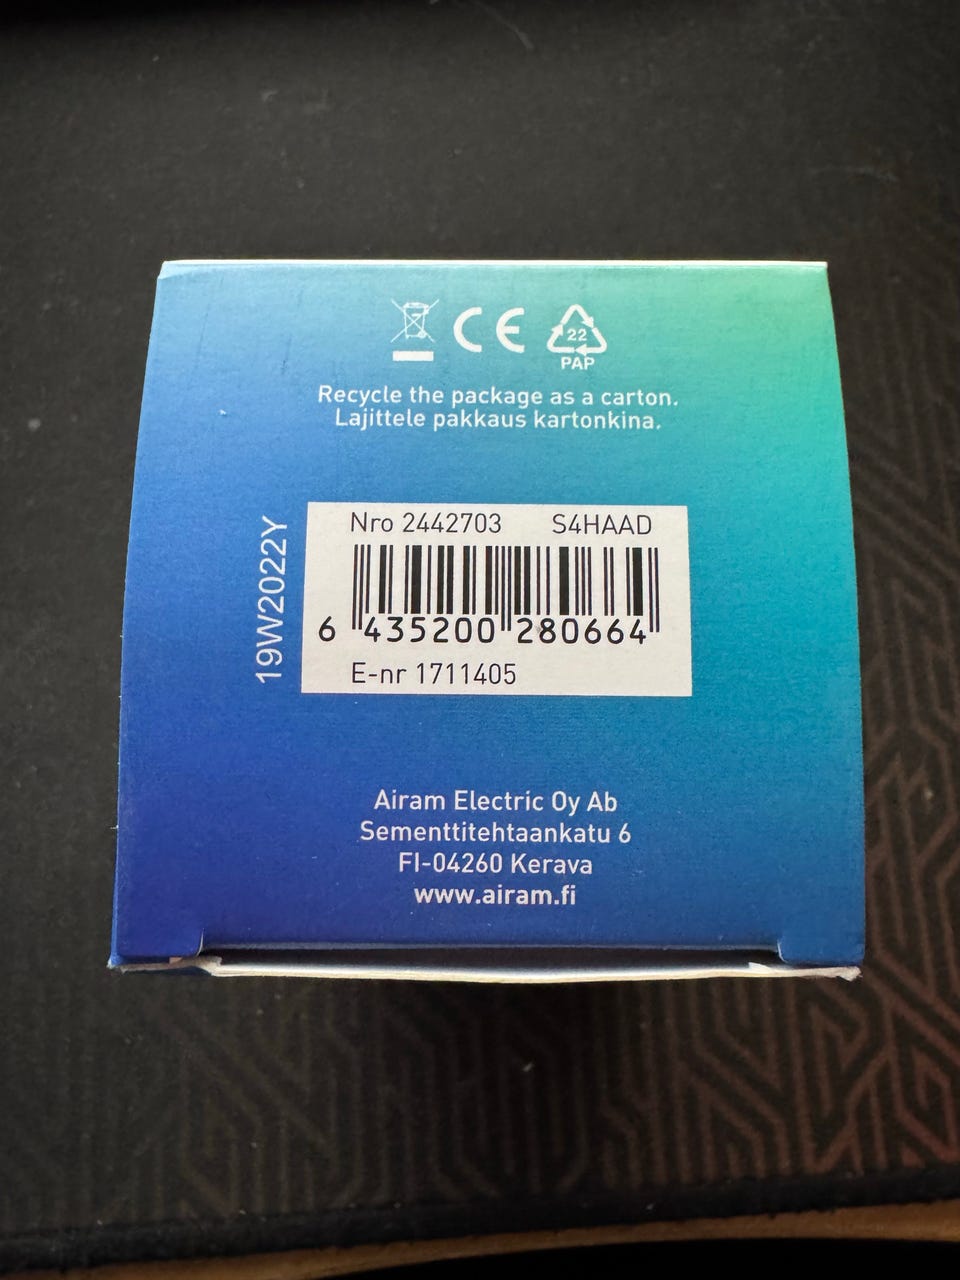 CE
22
PAP
Recycle the package as a carton.
Lajittele pakkaus kartonkina.
19W2022Y
Nro 2442703 S4HAAD
6 435200 280664
E-nr 1711405
Airam Electric Oy Ab
Sementtitehtaankatu 6
FI-04260 Kerava
www.airam.fi